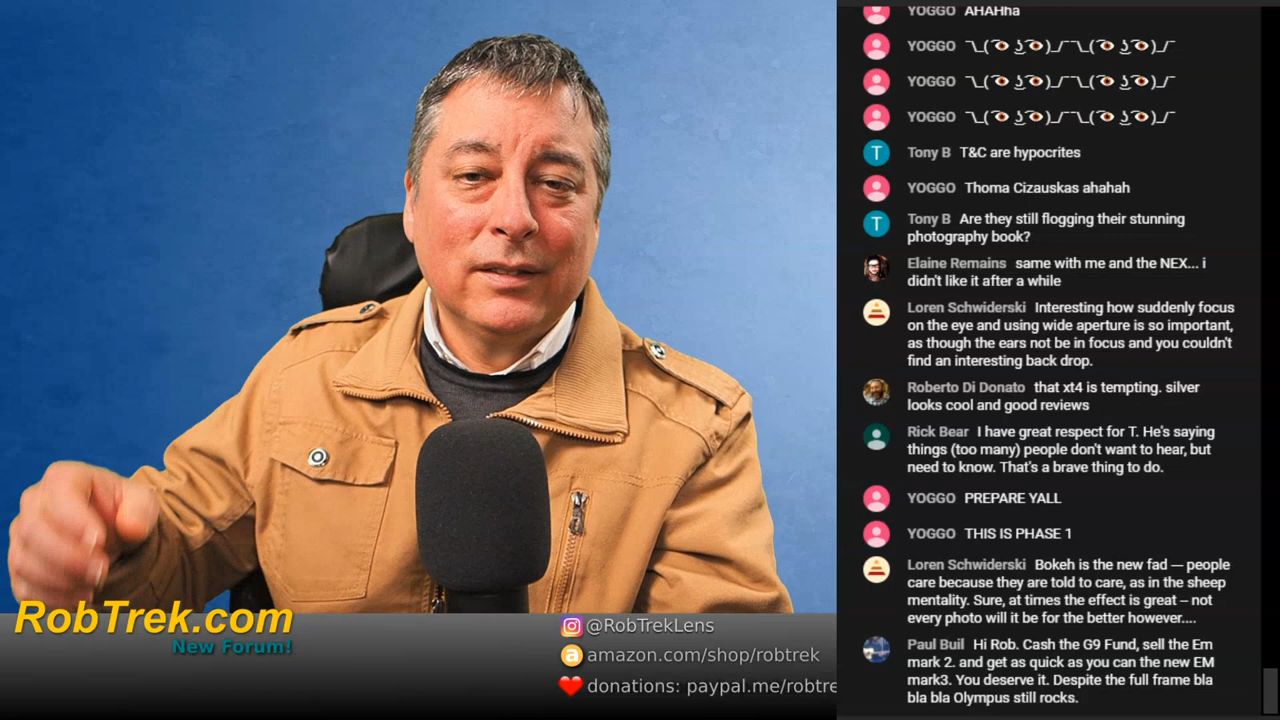 YOGGO AHAHha
YOGGO ¯\_(👁 ͜ʖ👁)_/¯¯\_(👁 ͜ʖ👁)_/¯
YOGGO ¯\_(👁 ͜ʖ👁)_/¯¯\_(👁 ͜ʖ👁)_/¯
YOGGO ¯\_(👁 ͜ʖ👁)_/¯¯\_(👁 ͜ʖ👁)_/¯
T
Tony B T&C are hypocrites
YOGGO Thoma Cizauskas ahahah
T
Tony B Are they still flogging their stunning
photography book?
Elaine Remains same with me and the NEX... i
didn't like it after a while
Loren Schwiderski Interesting how suddenly focus
on the eye and using wide aperture is so important,
as though the ears not be in focus and you couldn't
find an interesting back drop.
Roberto Di Donato that xt4 is tempting. silver
looks cool and good reviews
Rick Bear I have great respect for T. He's saying
things (too many) people don't want to hear, but
need to know. That's a brave thing to do.
YOGGO PREPARE YALL
YOGGO THIS IS PHASE 1
Loren Schwiderski Bokeh is the new fad — people
care because they are told to care, as in the sheep
mentality. Sure, at times the effect is great – not
every photo will it be for the better however....
Paul Buil Hi Rob. Cash the G9 Fund, sell the Em
mark 2. and get as quick as you can the new EM
mark3. You deserve it. Despite the full frame bla
bla bla Olympus still rocks.
RobTrek.com
New Forum!
@RobTrekLens
amazon.com/shop/robtrek
donations: paypal.me/robtre